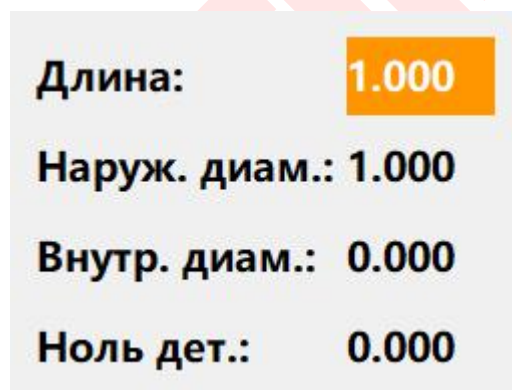 Длина: 1.000
Наруж. диам.: 1.000
Внутр. диам.: 0.000
Ноль дет.: 0.000